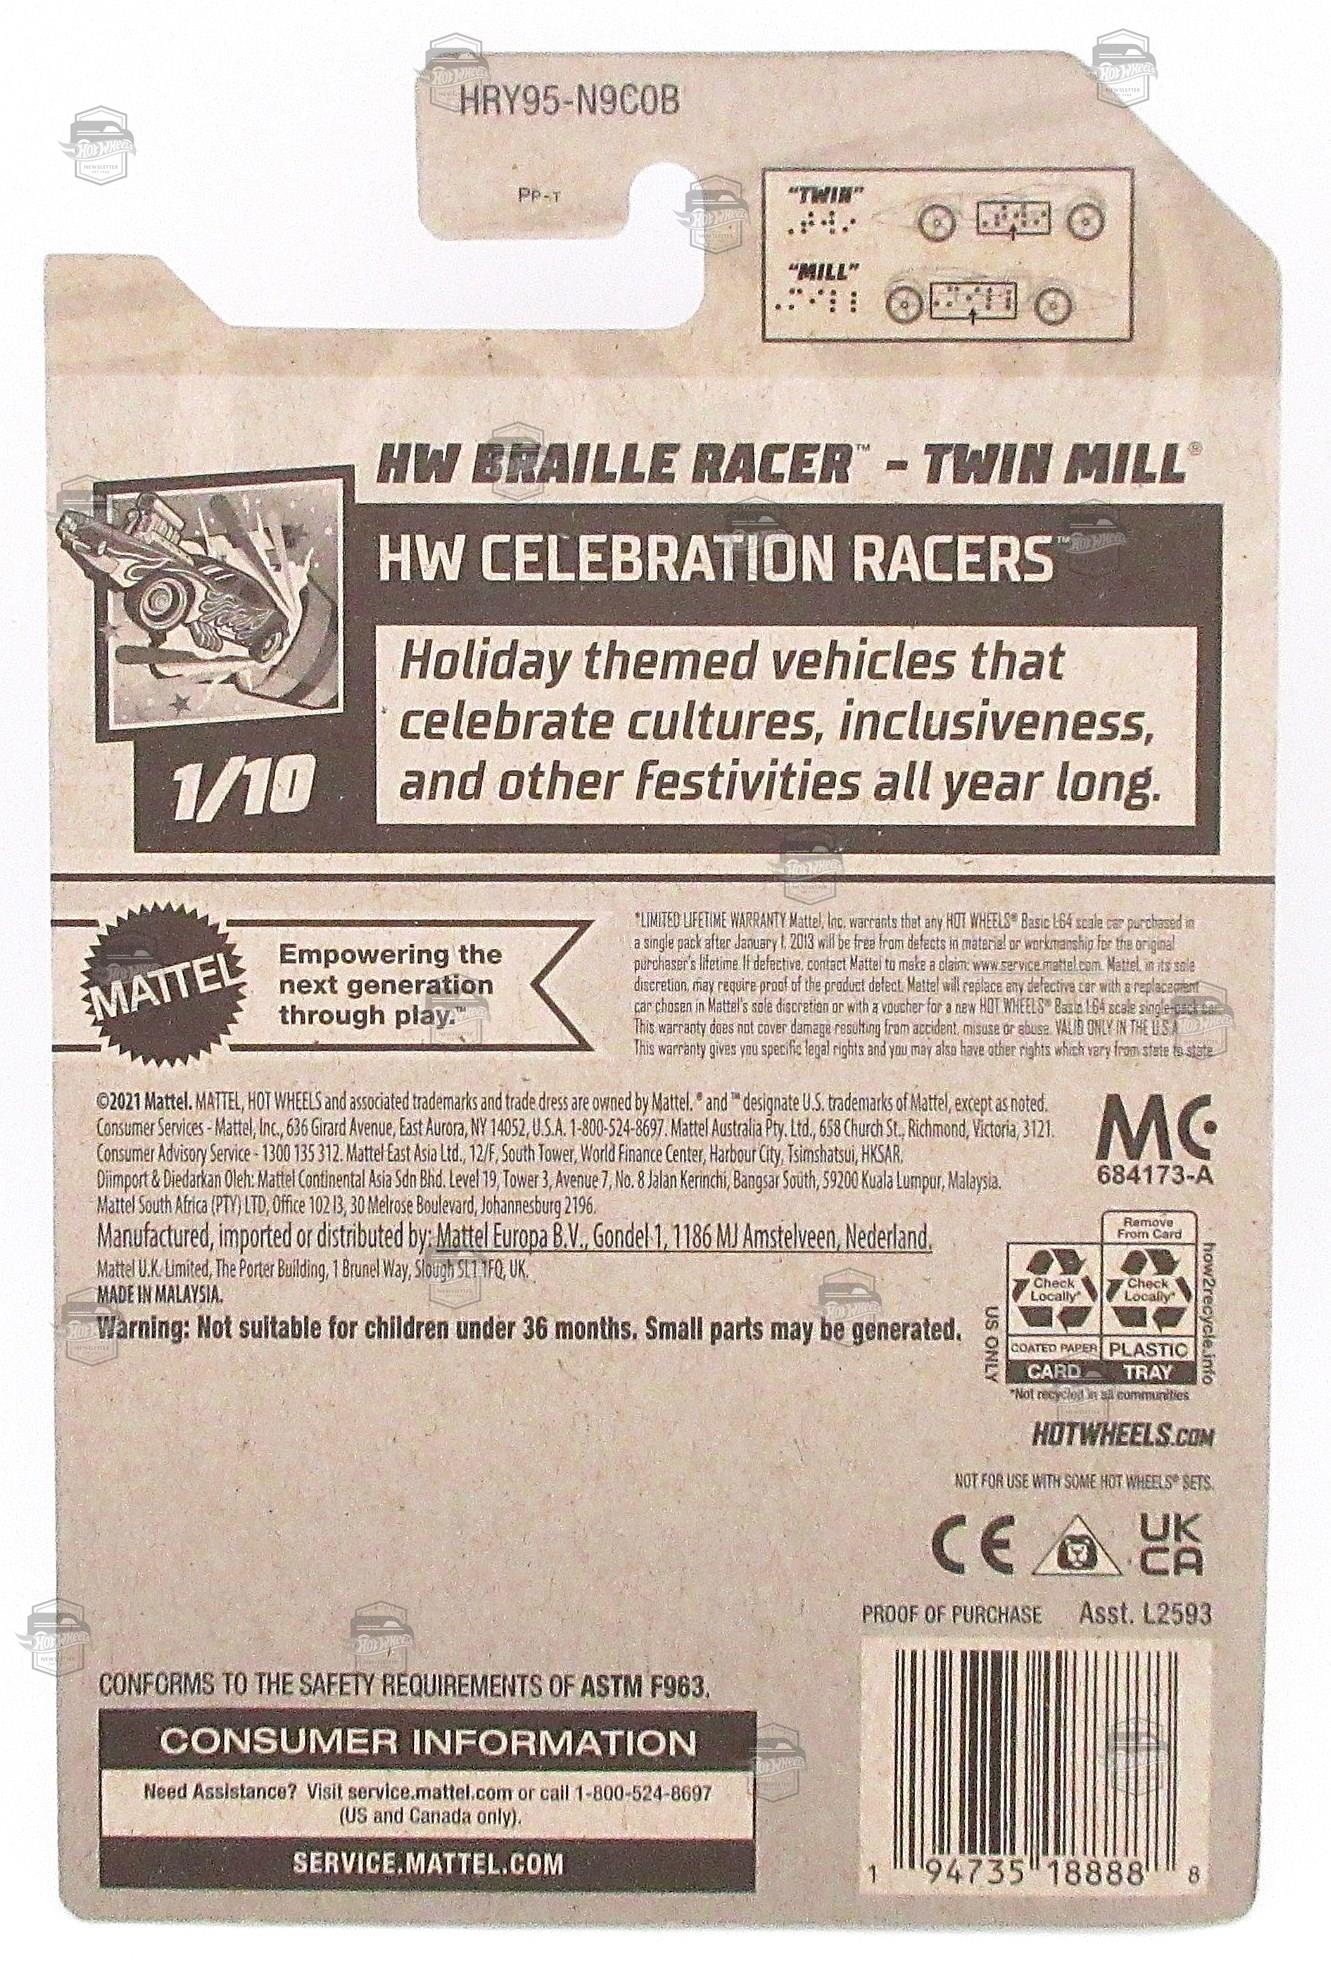 HRY95-N9C0B
PP-T
"TWIN"
"MILL"
HW BRAILLE RACER™ - TWIN MILL®
HW CELEBRATION RACERS™
Holiday themed vehicles that
celebrate cultures, inclusiveness,
and other festivities all year long.
1/10
MATTEL
Empowering the
next generation
through play.™
*LIMITED LIFETIME WARRANTY Mattel, Inc. warrants that any HOT WHEELS® Basic 1:64 scale car purchased in
a single pack after January 1, 2013 will be free from defects in material or workmanship for the original
purchaser's lifetime. If defective, contact Mattel to make a claim: www.service.mattel.com. Mattel, in its sole
discretion, may require proof of the product defect. Mattel will replace any defective car with a replacement
car chosen in Mattel's sole discretion or with a voucher for a new HOT WHEELS® Basic 1:64 scale single-pack car.
This warranty does not cover damage resulting from accident, misuse or abuse. VALID ONLY IN THE U.S.A.
This warranty gives you specific legal rights and you may also have other rights which vary from state to state.
©2021 Mattel. MATTEL, HOT WHEELS and associated trademarks and trade dress are owned by Mattel. ® and ™ designate U.S. trademarks of Mattel, except as noted.
Consumer Services - Mattel, Inc., 636 Girard Avenue, East Aurora, NY 14052, U.S.A. 1-800-524-8697. Mattel Australia Pty. Ltd., 658 Church St., Richmond, Victoria, 3121.
Consumer Advisory Service - 1300 135 312. Mattel East Asia Ltd., 12/F, South Tower, World Finance Center, Harbour City, Tsimshatsui, HKSAR.
Diimport & Diedarkan Oleh: Mattel Continental Asia Sdn Bhd. Level 19, Tower 3, Avenue 7, No. 8 Jalan Kerinchi, Bangsar South, 59200 Kuala Lumpur, Malaysia.
Mattel South Africa (PTY) LTD, Office 102 I3, 30 Melrose Boulevard, Johannesburg 2196.
Manufactured, imported or distributed by: Mattel Europa B.V., Gondel 1, 1186 MJ Amstelveen, Nederland.
Mattel U.K. Limited, The Porter Building, 1 Brunel Way, Slough SL1 1FQ, UK.
MADE IN MALAYSIA.
Warning: Not suitable for children under 36 months. Small parts may be generated.
MC
684173-A
Remove
From Card
Check
Locally*
Check
Locally*
COATED PAPER
PLASTIC
CARD
TRAY
US ONLY
how2recycle.info
*Not recycled in all communities
HOTWHEELS.COM
NOT FOR USE WITH SOME HOT WHEELS® SETS.
CE
UK
CA
PROOF OF PURCHASE Asst. L2593
1 94735 18888 8
CONFORMS TO THE SAFETY REQUIREMENTS OF ASTM F963.
CONSUMER INFORMATION
Need Assistance? Visit service.mattel.com or call 1-800-524-8697
(US and Canada only).
SERVICE.MATTEL.COM